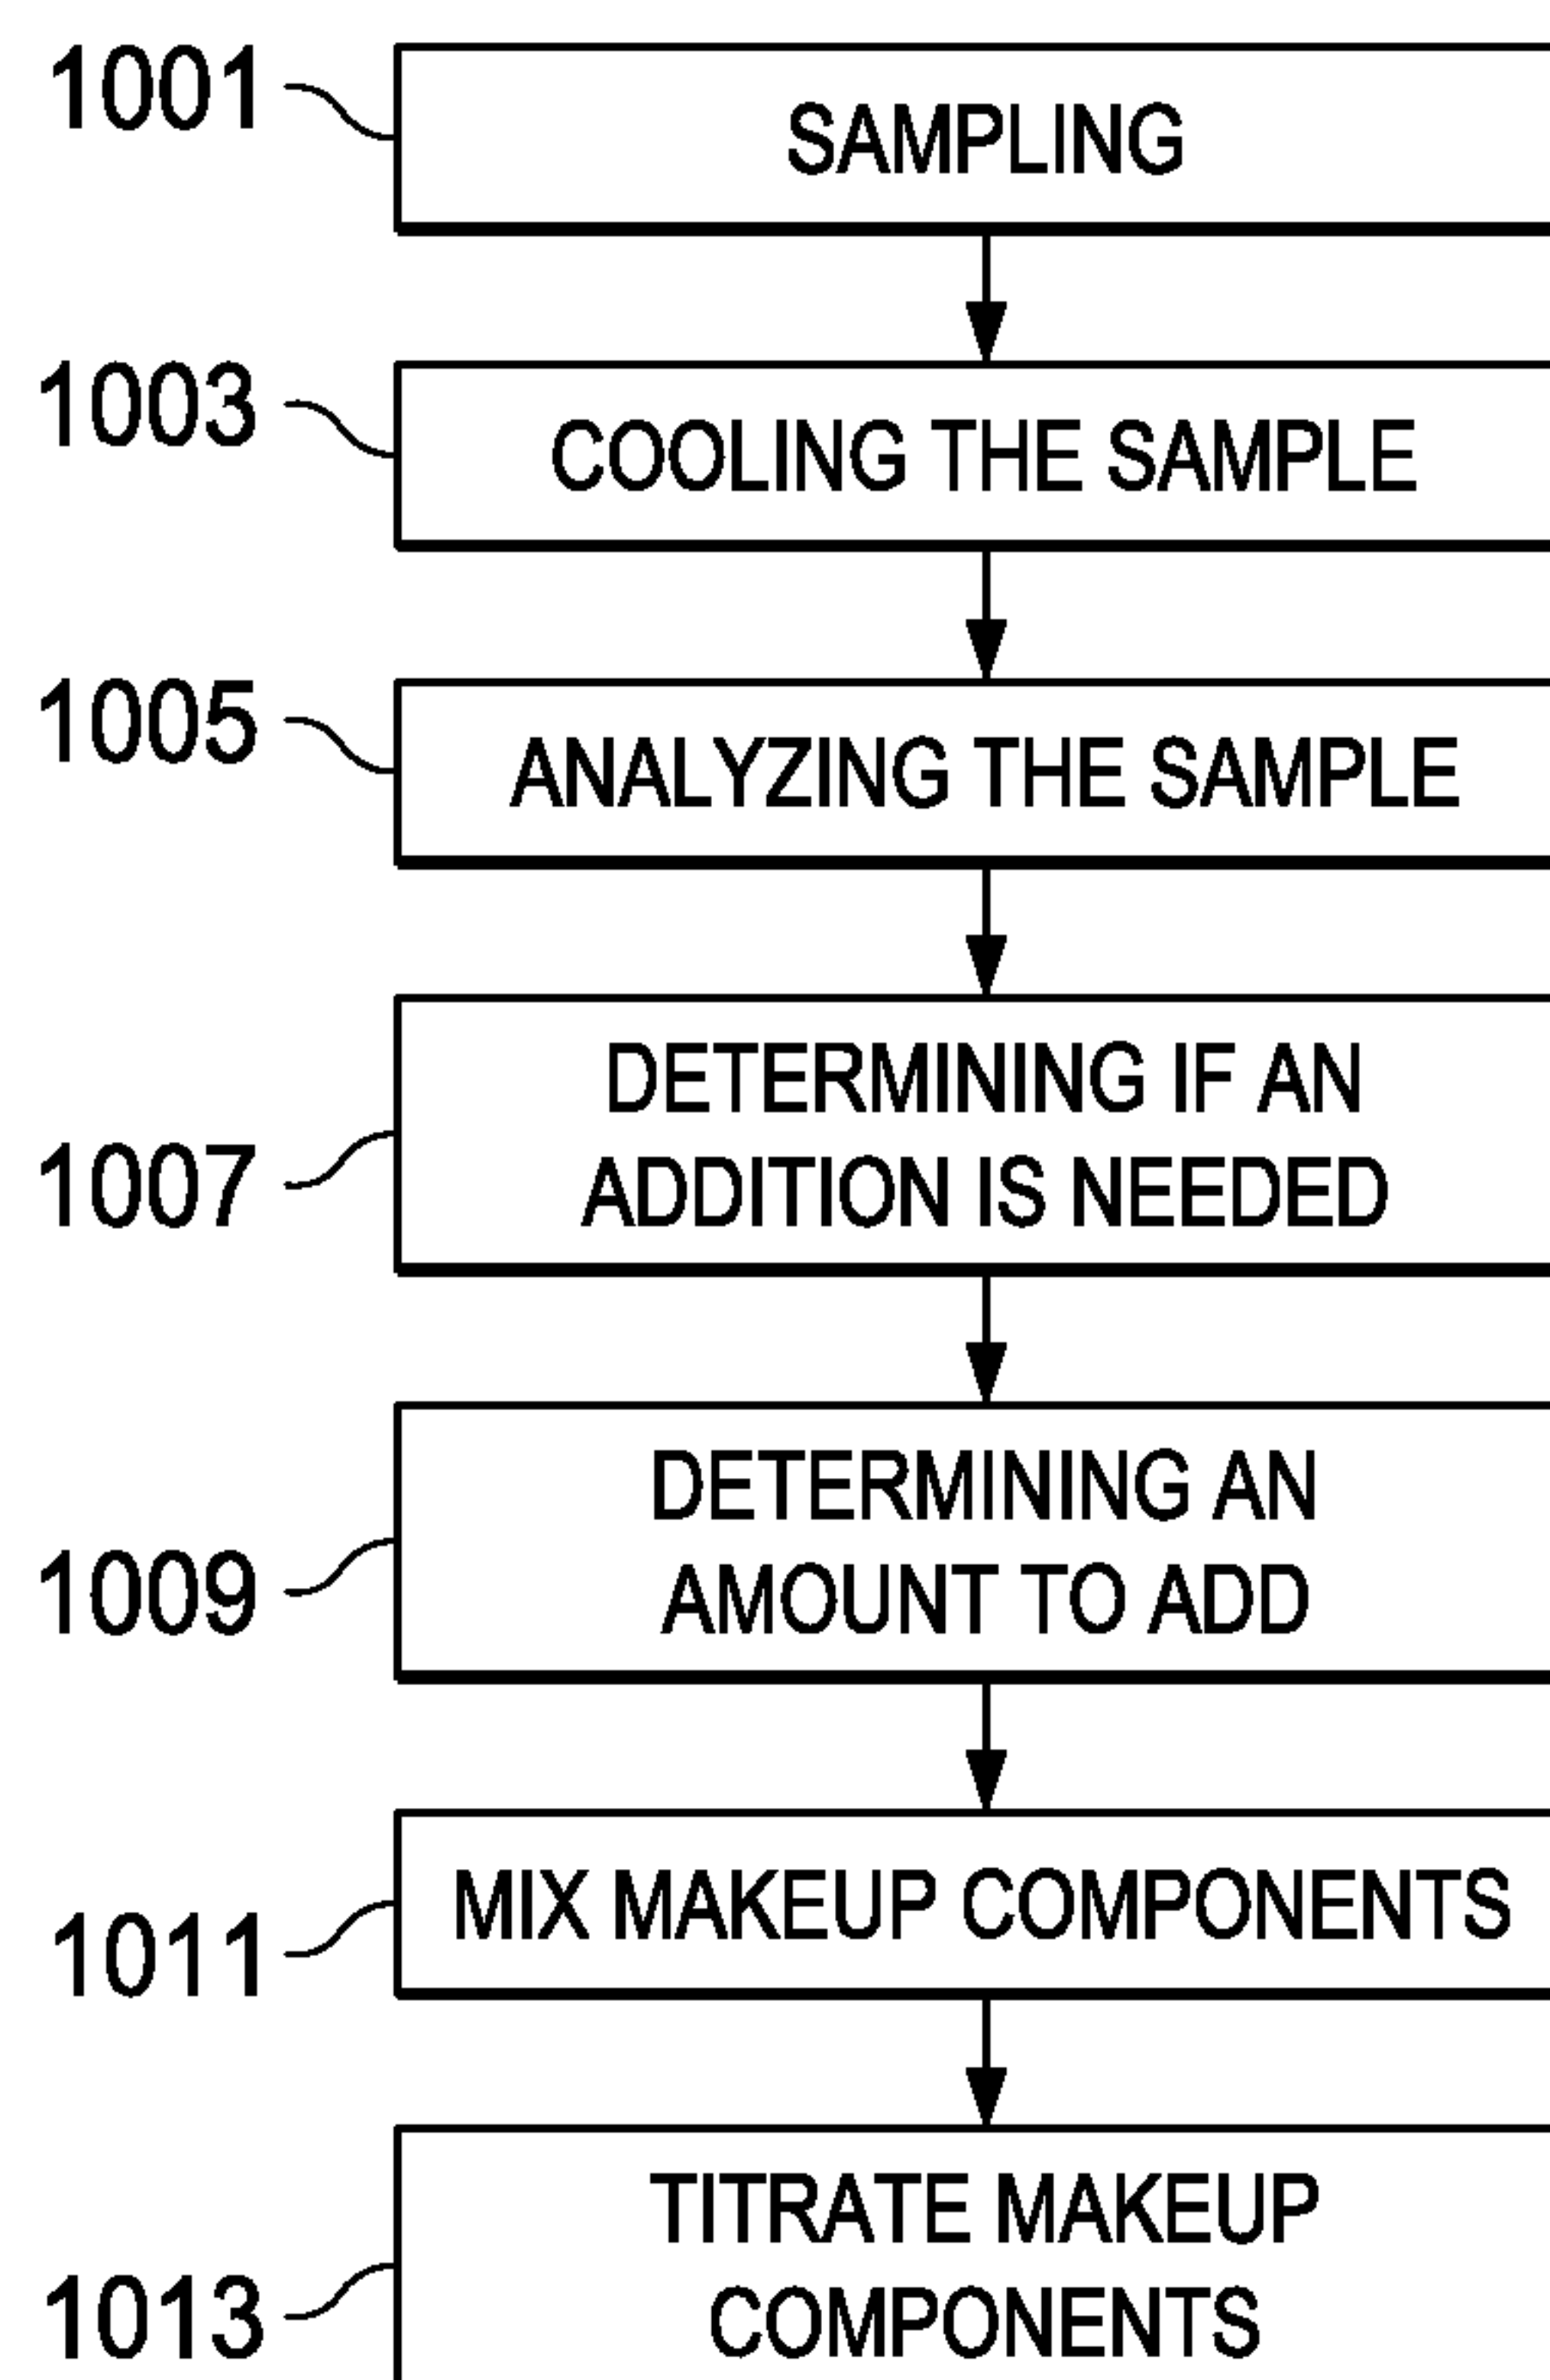 1001
SAMPLING
1003
COOLING THE SAMPLE
1005
ANALYZING THE SAMPLE
1007
DETERMINING IF AN
ADDITION IS NEEDED
1009
DETERMINING AN
AMOUNT TO ADD
1011
MIX MAKEUP COMPONENTS
1013
TITRATE MAKEUP
COMPONENTS